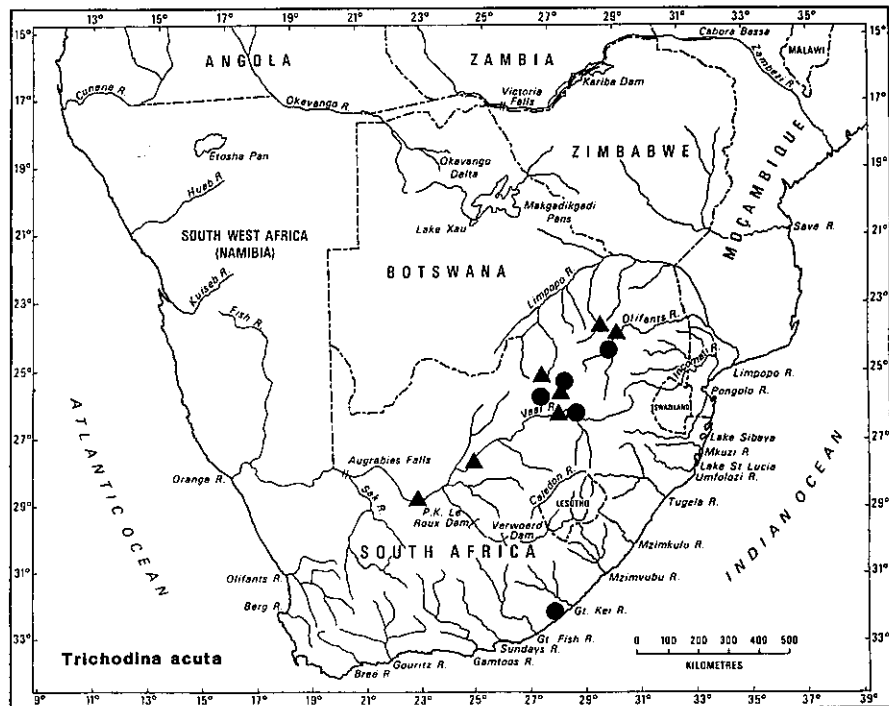 15°
17°
19°
21°
23°
25°
27°
29°
31°
33°
ANGOLA
ZAMBIA
Cabora Bassa
MALAWI
Zambezi R.
Cunene R.
Okavango R.
Victoria
Falls
Kariba Dam
Etosha Pan
Okavango
Delta
ZIMBABWE
MOÇAMBIQUE
Huab R
Makgadikgadi
Pans
Lake Xau
Save R.
SOUTH WEST AFRICA
(NAMIBIA)
BOTSWANA
Kuiseb R
Limpopo R.
Fish R.
Olifants R.
Incomati R.
Limpopo R.
Pongolo R.
SWAZILAND
Vaal R.
ATLANTIC OCEAN
Lake Sibaya
Mkuzi R.
Lake St Lucia
Umfolozi R.
Augrabies Falls
Orange R.
Sak R.
Caledon R.
LESOTHO
P.K. Le
Roux Dam
Verwoerd
Dam
Tugela R.
INDIAN OCEAN
SOUTH AFRICA
Mzimkulu R.
Mzimvubu R.
Olifants R
Berg R
Gt. Kei R.
Gt. Fish R.
Sundays R.
Gamtoos R.
Gouritz R.
Breë R
Trichodina acuta
0 100 200 300 400 500
KILOMETRES
15°
17°
19°
21°
23°
25°
27°
29°
31°
33°
9° 11° 13° 15° 17° 19° 21° 23° 25° 27° 29° 31° 33° 35° 37° 39°